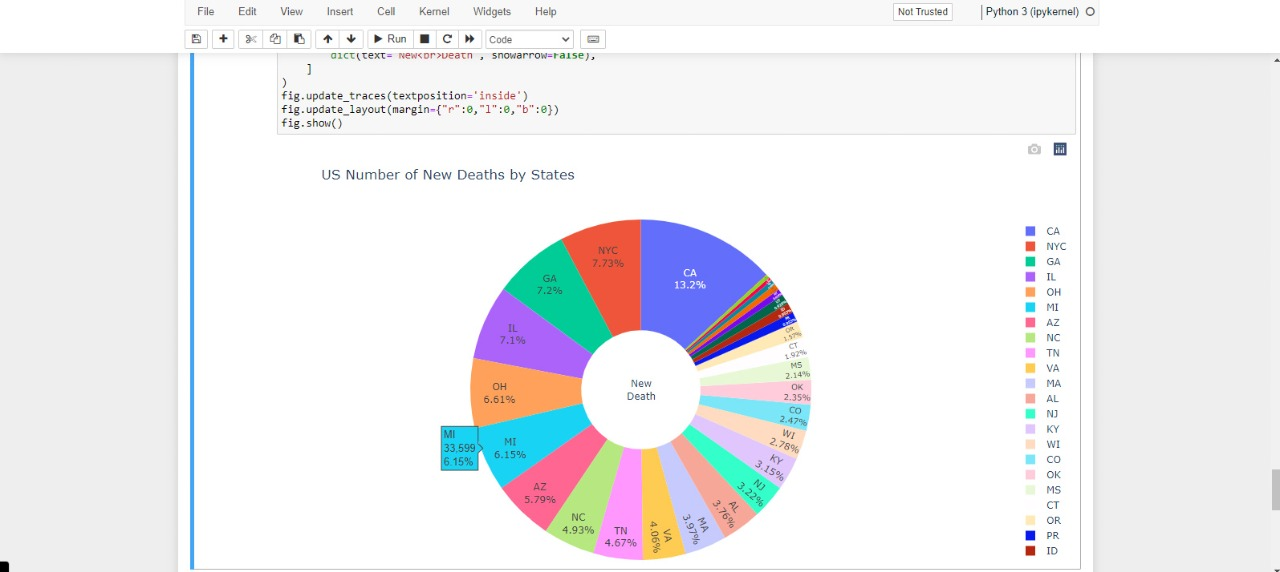 File Edit View Insert Cell Kernel Widgets Help
Not Trusted
Python 3 (ipykernel)
Run
Code
dict(text='New<br>Death', showarrow=False),
]
)
fig.update_traces(textposition='inside')
fig.update_layout(margin={"r":0,"l":0,"b":0})
fig.show()
US Number of New Deaths by States
CA
13.2%
NYC
7.73%
GA
7.2%
IL
7.1%
OH
6.61%
MI
33,599
6.15%
MI
6.15%
AZ
5.79%
NC
4.93%
TN
4.67%
VA
4.06%
MA
3.97%
AL
3.76%
NJ
3.22%
KY
3.15%
WI
2.78%
CO
2.47%
OK
2.35%
MS
2.14%
CT
1.92%
OR
1.57%
New
Death
CA
NYC
GA
IL
OH
MI
AZ
NC
TN
VA
MA
AL
NJ
KY
WI
CO
OK
MS
CT
OR
PR
ID